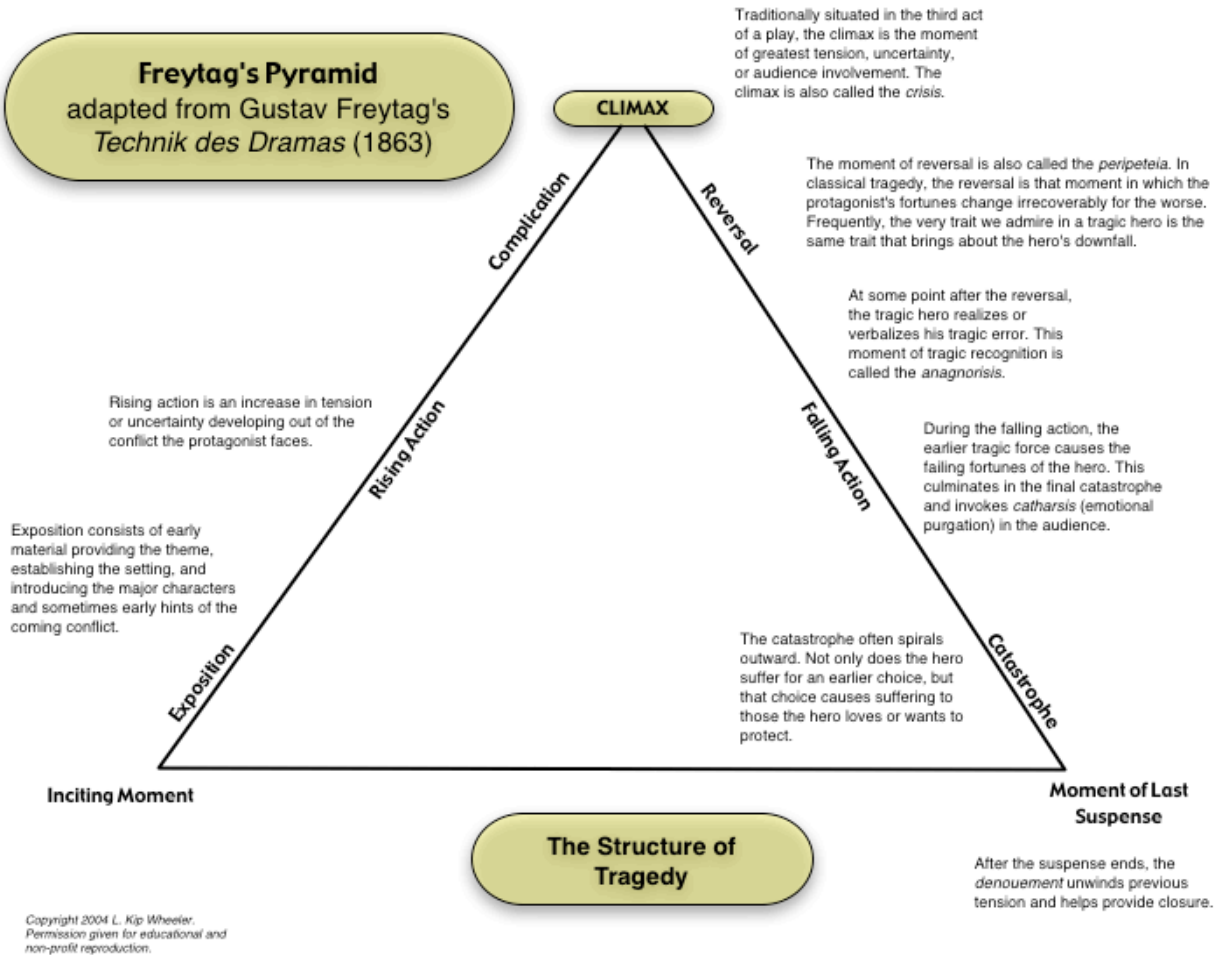 Freytag's Pyramid
adapted from Gustav Freytag's
Technik des Dramas (1863)
Traditionally situated in the third act
of a play, the climax is the moment
of greatest tension, uncertainty,
or audience involvement. The
climax is also called the crisis.
CLIMAX
Complication
Reversal
The moment of reversal is also called the peripeteia. In
classical tragedy, the reversal is that moment in which the
protagonist's fortunes change irrecoverably for the worse.
Frequently, the very trait we admire in a tragic hero is the
same trait that brings about the hero's downfall.
At some point after the reversal,
the tragic hero realizes or
verbalizes his tragic error. This
moment of tragic recognition is
called the anagnorisis.
Rising action is an increase in tension
or uncertainty developing out of the
conflict the protagonist faces.
Rising Action
Falling Action
During the falling action, the
earlier tragic force causes the
failing fortunes of the hero. This
culminates in the final catastrophe
and invokes catharsis (emotional
purgation) in the audience.
Exposition consists of early
material providing the theme,
establishing the setting, and
introducing the major characters
and sometimes early hints of the
coming conflict.
Exposition
The catastrophe often spirals
outward. Not only does the hero
suffer for an earlier choice, but
that choice causes suffering to
those the hero loves or wants to
protect.
Catastrophe
Inciting Moment
Moment of Last
Suspense
The Structure of
Tragedy
After the suspense ends, the
denouement unwinds previous
tension and helps provide closure.
Copyright 2004 L. Kip Wheeler.
Permission given for educational and
non-profit reproduction.